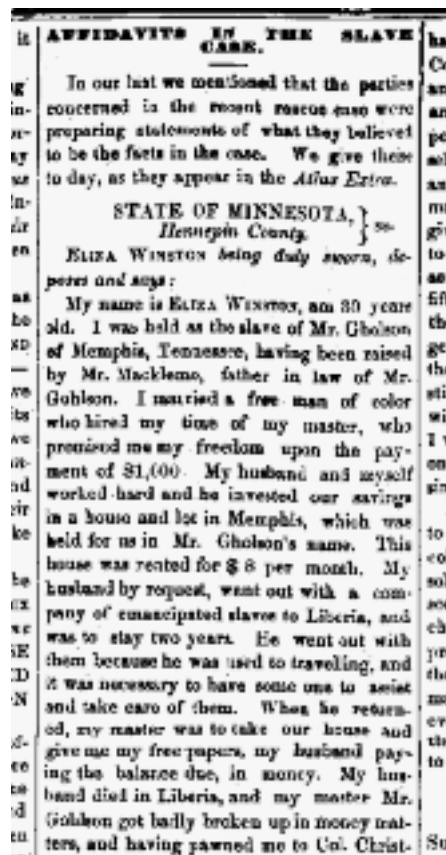 AFFIDAVITS IN THE SLAVE
CASE.
In our last we mentioned that the parties
concerned in the recent rescue case were
preparing statements of what they believed
to be the facts in the case. We give these
to day, as they appear in the Atlas Extra.
STATE OF MINNESOTA, } ss-
Hennepin County.
ELIZA WINSTON being duly sworn, de-
poses and says:
My name is ELIZA WINSTON, am 30 years
old. I was held as the slave of Mr. Gholson
of Memphis, Tennessee, having been raised
by Mr. Macklemo, father in law of Mr.
Gohlson. I married a free man of color
who hired my time of my master, who
promised me my freedom upon the pay-
ment of $1,000. My husband and myself
worked hard and he invested our savings
in a house and lot in Memphis, which was
held for us in Mr. Gholson's name. This
house was rented for $ 8 per month. My
husband by request, went out with a com-
pany of emancipated slaves to Liberia, and
was to stay two years. He went out with
them because he was used to traveling, and
it was necessary to have some one to assist
and take care of them. When he return-
ed, my master was to take our house and
give me my free papers, my husband pay-
ing the balance due, in money. My hus-
band died in Liberia, and my master Mr.
Gohlson got badly broken up in money mat-
ters, and having pawned me to Col. Christ-